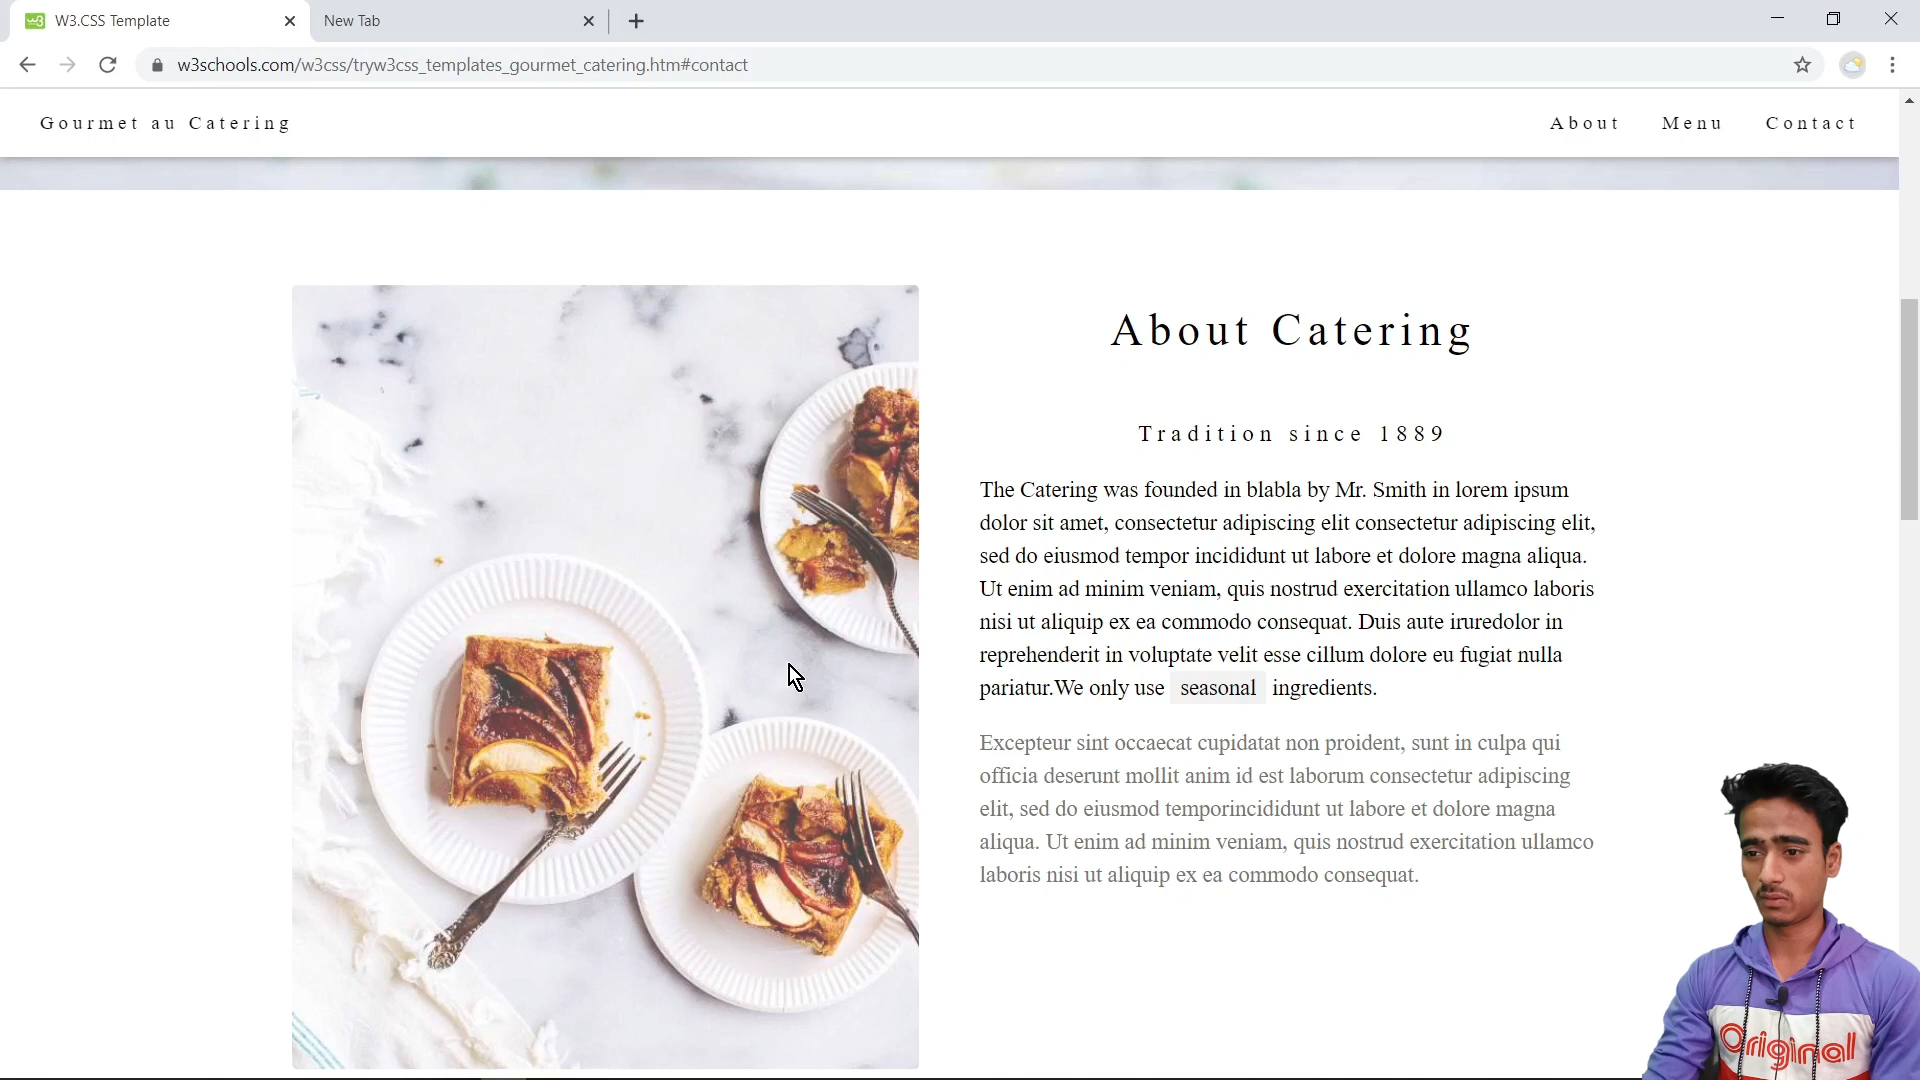 W3.CSS Template
New Tab
w3schools.com/w3css/tryw3css_templates_gourmet_catering.htm#contact
Gourmet au Catering
About Menu Contact
About Catering
Tradition since 1889
The Catering was founded in blabla by Mr. Smith in lorem ipsum
dolor sit amet, consectetur adipiscing elit consectetur adipiscing elit,
sed do eiusmod tempor incididunt ut labore et dolore magna aliqua.
Ut enim ad minim veniam, quis nostrud exercitation ullamco laboris
nisi ut aliquip ex ea commodo consequat. Duis aute iruredolor in
reprehenderit in voluptate velit esse cillum dolore eu fugiat nulla
pariatur.We only use seasonal ingredients.
Excepteur sint occaecat cupidatat non proident, sunt in culpa qui
officia deserunt mollit anim id est laborum consectetur adipiscing
elit, sed do eiusmod temporincididunt ut labore et dolore magna
aliqua. Ut enim ad minim veniam, quis nostrud exercitation ullamco
laboris nisi ut aliquip ex ea commodo consequat.
Original